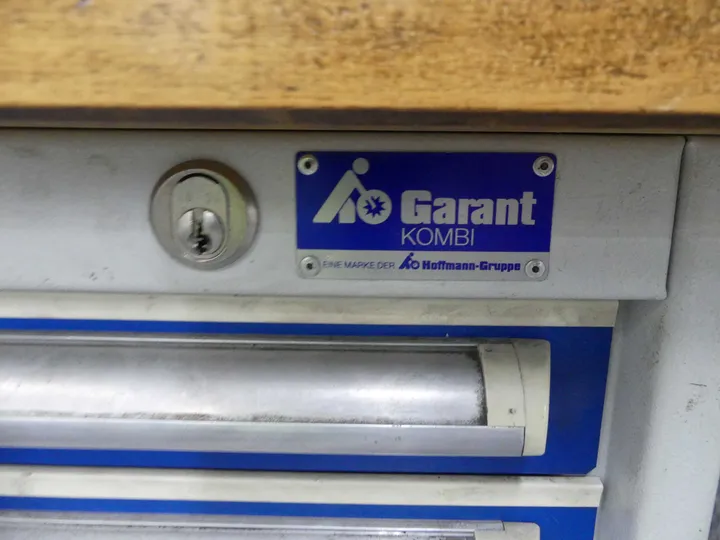 Garant
KOMBI
EINE MARKE DER Hoffmann-Gruppe